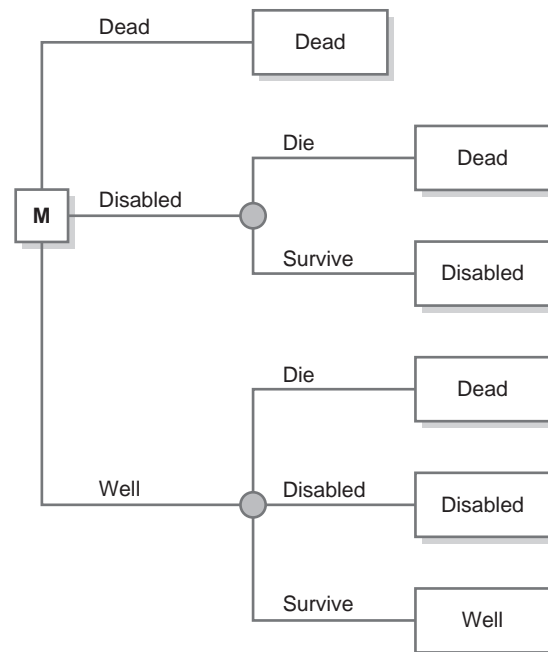 Dead
Dead
Die
Dead
M
Disabled
Survive
Disabled
Die
Dead
Well
Disabled
Disabled
Survive
Well